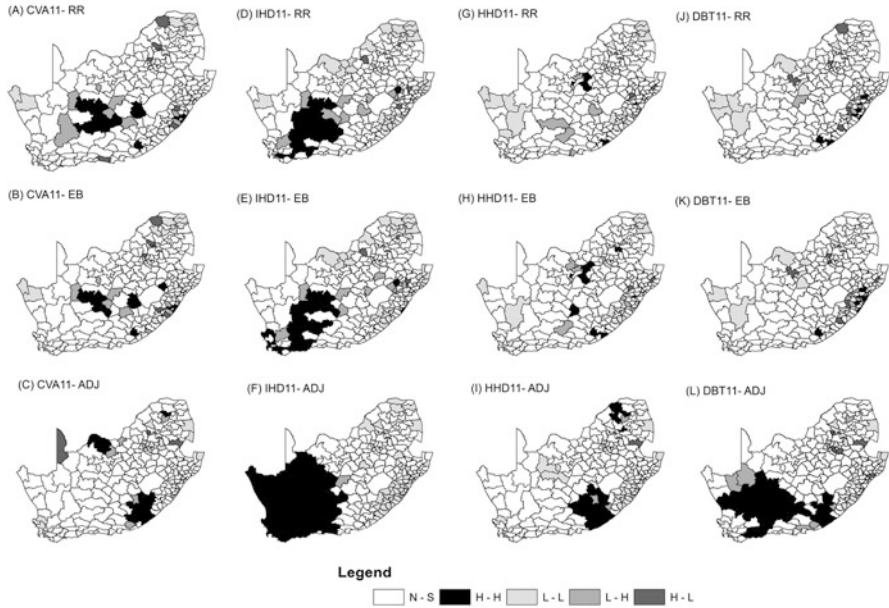 (A) CVA11- RR
(D) IHD11- RR
(G) HHD11- RR
(J) DBT11- RR
(B) CVA11- EB
(E) IHD11- EB
(H) HHD11- EB
(K) DBT11- EB
(C) CVA11- ADJ
(F) IHD11- ADJ
(I) HHD11- ADJ
(L) DBT11- ADJ
Legend
N - S H - H L - L L - H H - L